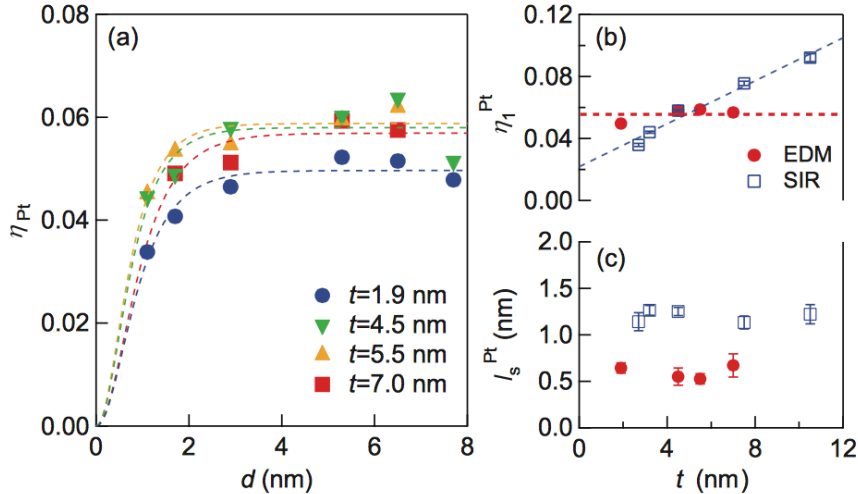 (a)
η_Pt
0.08
0.06
0.04
0.02
0.00
t=1.9 nm
t=4.5 nm
t=5.5 nm
t=7.0 nm
0 2 4 6 8
d (nm)
(b)
η₁^Pt
0.12
0.08
0.04
0.00
EDM
SIR
(c)
l_s^Pt (nm)
2.0
1.5
1.0
0.5
0.0
0 4 8 12
t (nm)